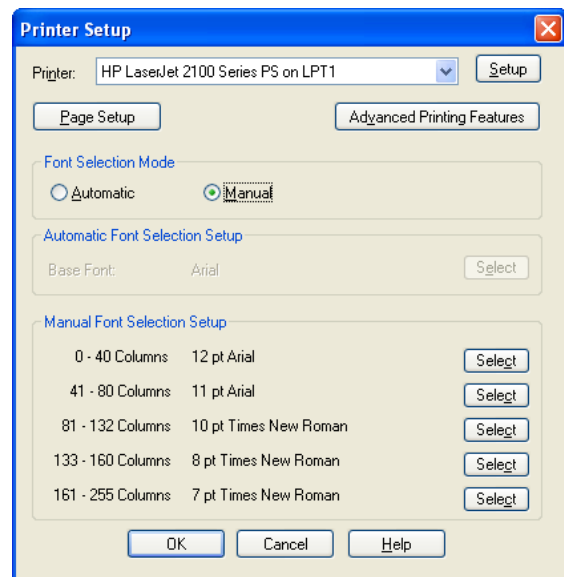 Printer Setup
Printer: HP LaserJet 2100 Series PS on LPT1 Setup
Page Setup Advanced Printing Features
Font Selection Mode
Automatic Manual
Automatic Font Selection Setup
Base Font: Arial Select
Manual Font Selection Setup
0 - 40 Columns 12 pt Arial Select
41 - 80 Columns 11 pt Arial Select
81 - 132 Columns 10 pt Times New Roman Select
133 - 160 Columns 8 pt Times New Roman Select
161 - 255 Columns 7 pt Times New Roman Select
OK Cancel Help